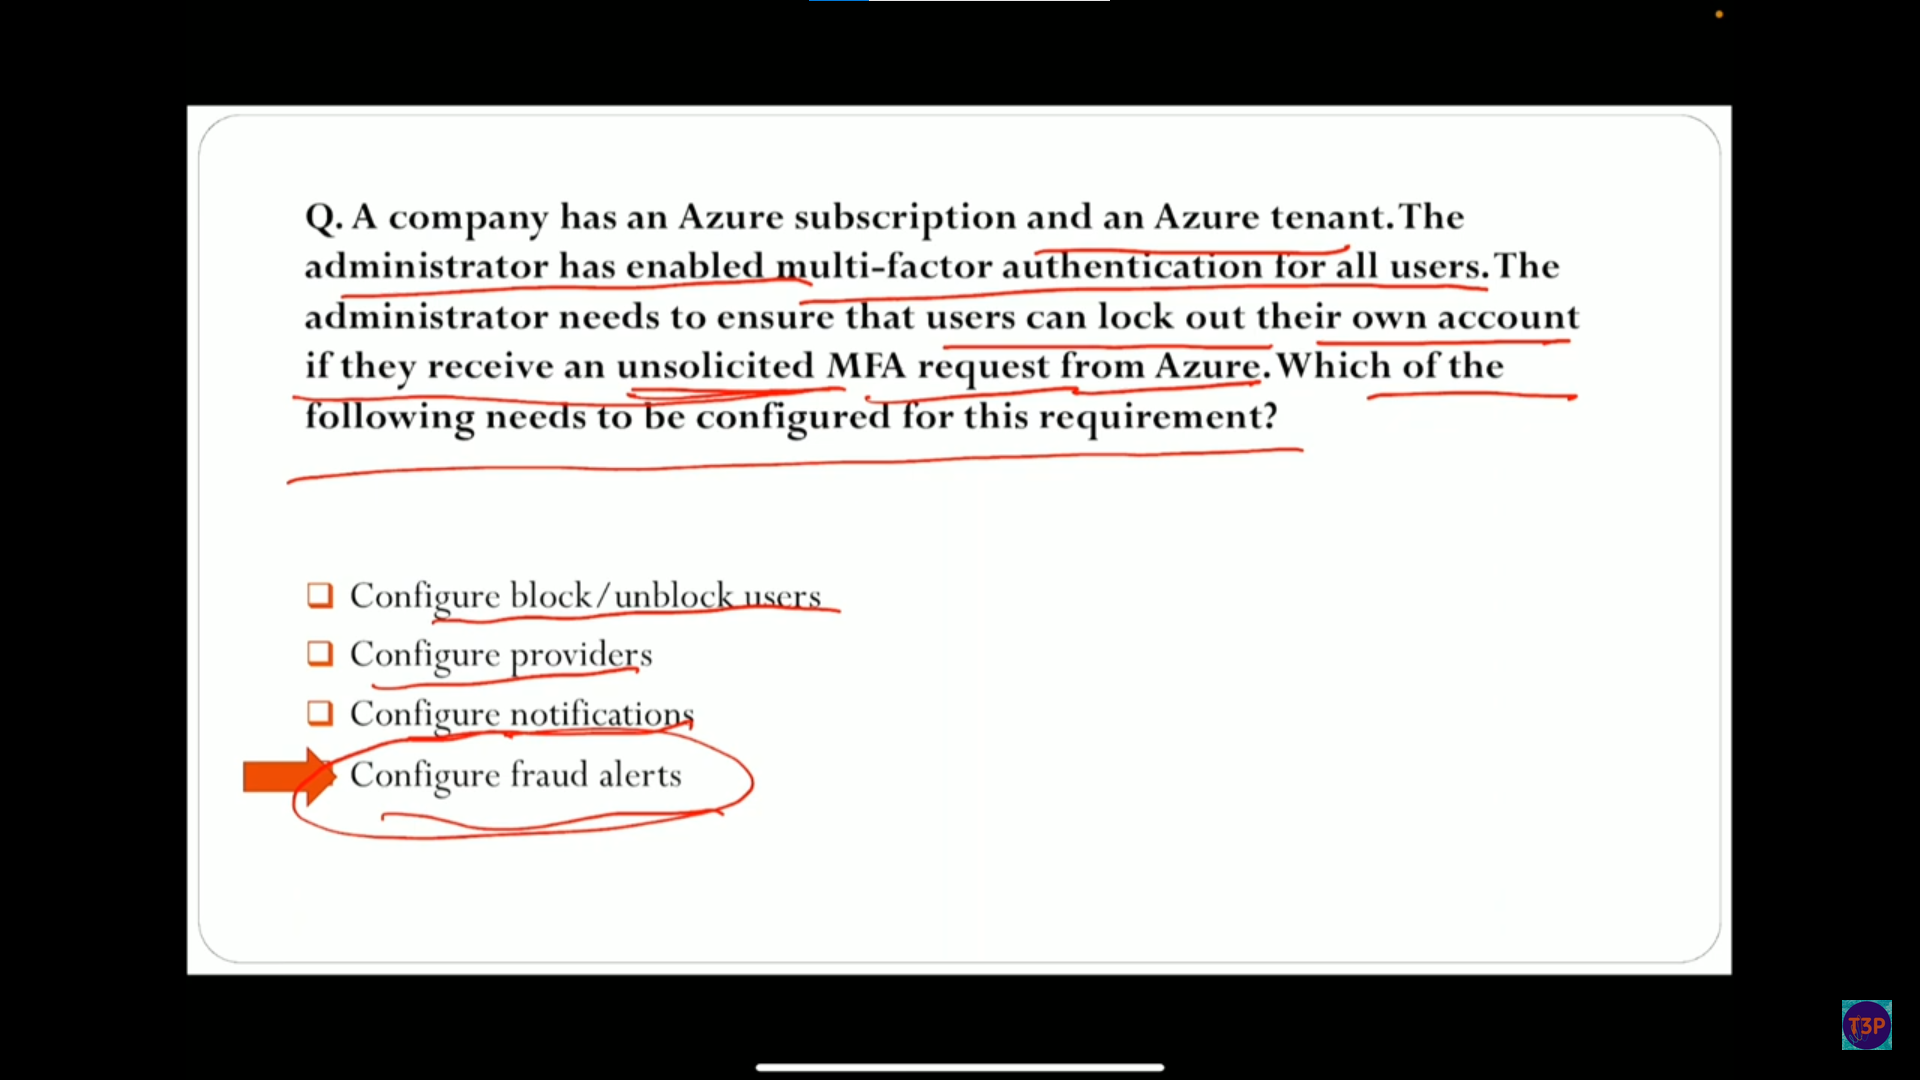 Q. A company has an Azure subscription and an Azure tenant. The
administrator has enabled multi-factor authentication for all users. The
administrator needs to ensure that users can lock out their own account
if they receive an unsolicited MFA request from Azure. Which of the
following needs to be configured for this requirement?
Configure block/unblock users
Configure providers
Configure notifications
Configure fraud alerts
T3P